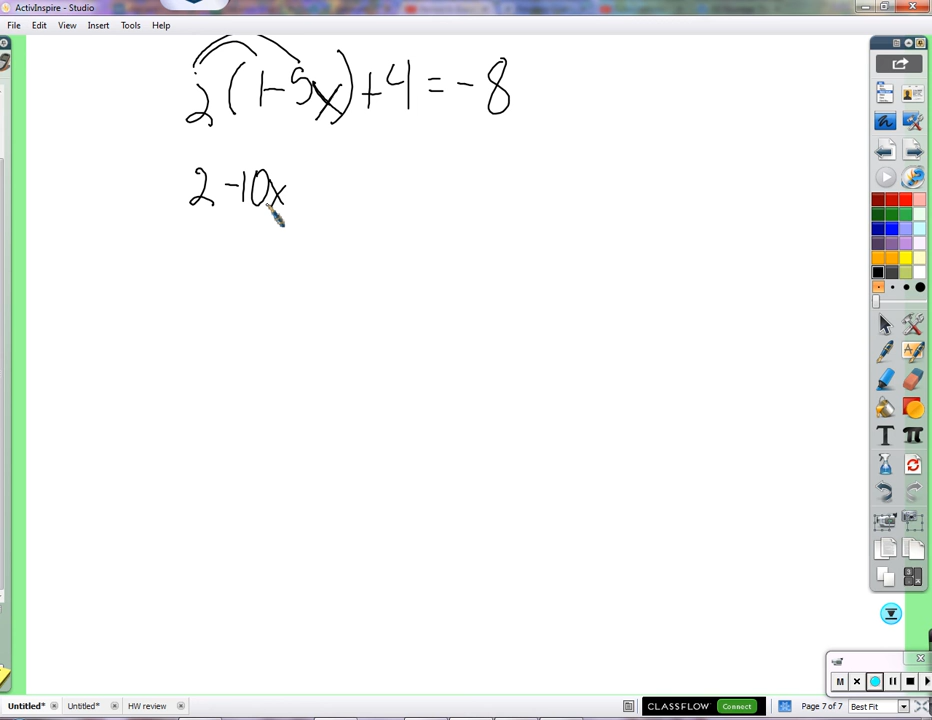 ActivInspire - Studio
File Edit View Insert Tools Help
2(1-5x)+4=-8
2-10x
Untitled* Untitled* HW review
CLASSFLOW Connect
Page 7 of 7 Best Fit
M